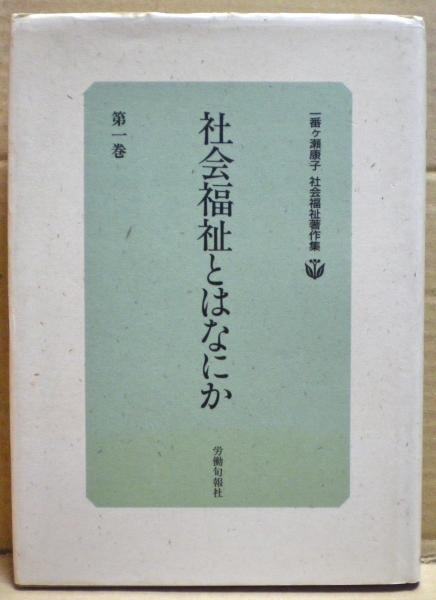 一番ヶ瀬康子 社会福祉著作集
社会福祉とはなにか
第一巻
労働旬報社